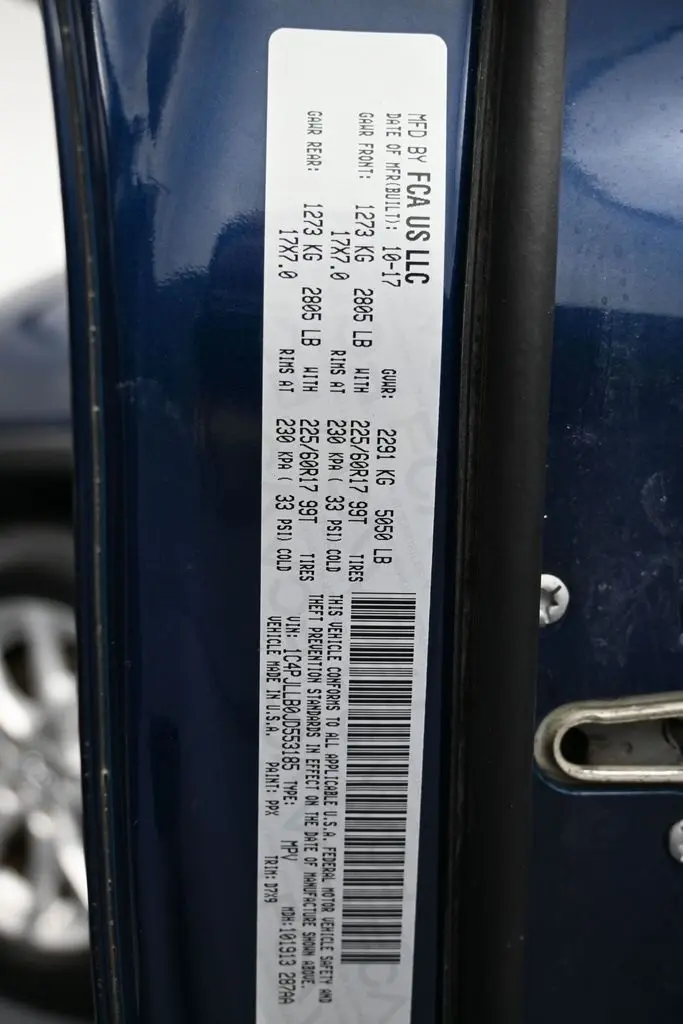 MFD BY FCA US LLC
DATE OF MFR(BUILT): 10-17 GVWR: 2291 KG 5050 LB
GAWR FRONT: 1273 KG 2805 LB WITH 225/60R17 99T TIRES
17X7.0 RIMS AT 230 KPA ( 33 PSI) COLD
GAWR REAR: 1273 KG 2805 LB WITH 225/60R17 99T TIRES
17X7.0 RIMS AT 230 KPA ( 33 PSI) COLD
THIS VEHICLE CONFORMS TO ALL APPLICABLE U.S.A. FEDERAL MOTOR VEHICLE SAFETY AND
THEFT PREVENTION STANDARDS IN EFFECT ON THE DATE OF MANUFACTURE SHOWN ABOVE.
VIN: 1C4PJLLB0JD553185 TYPE: MPV MDH:101913 287AA
VEHICLE MADE IN U.S.A. PAINT: PPX TRIM: D7X9